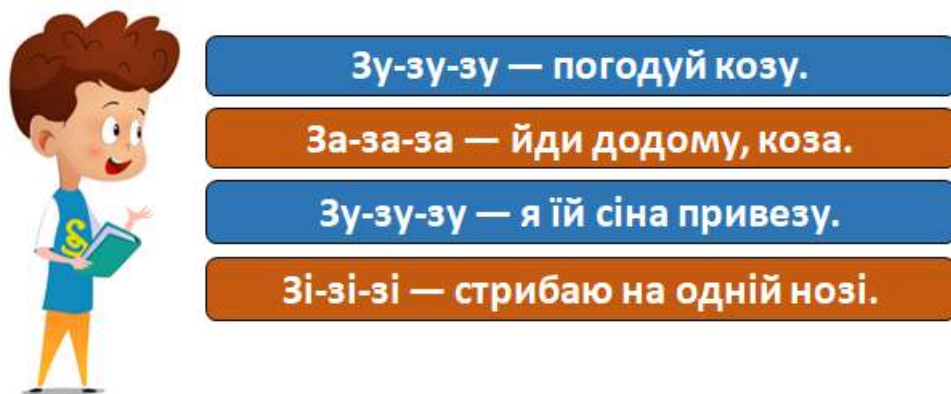 Зу-зу-зу — погодуй козу.
За-за-за — йди додому, коза.
Зу-зу-зу — я їй сіна привезу.
Зі-зі-зі — стрибаю на одній нозі.